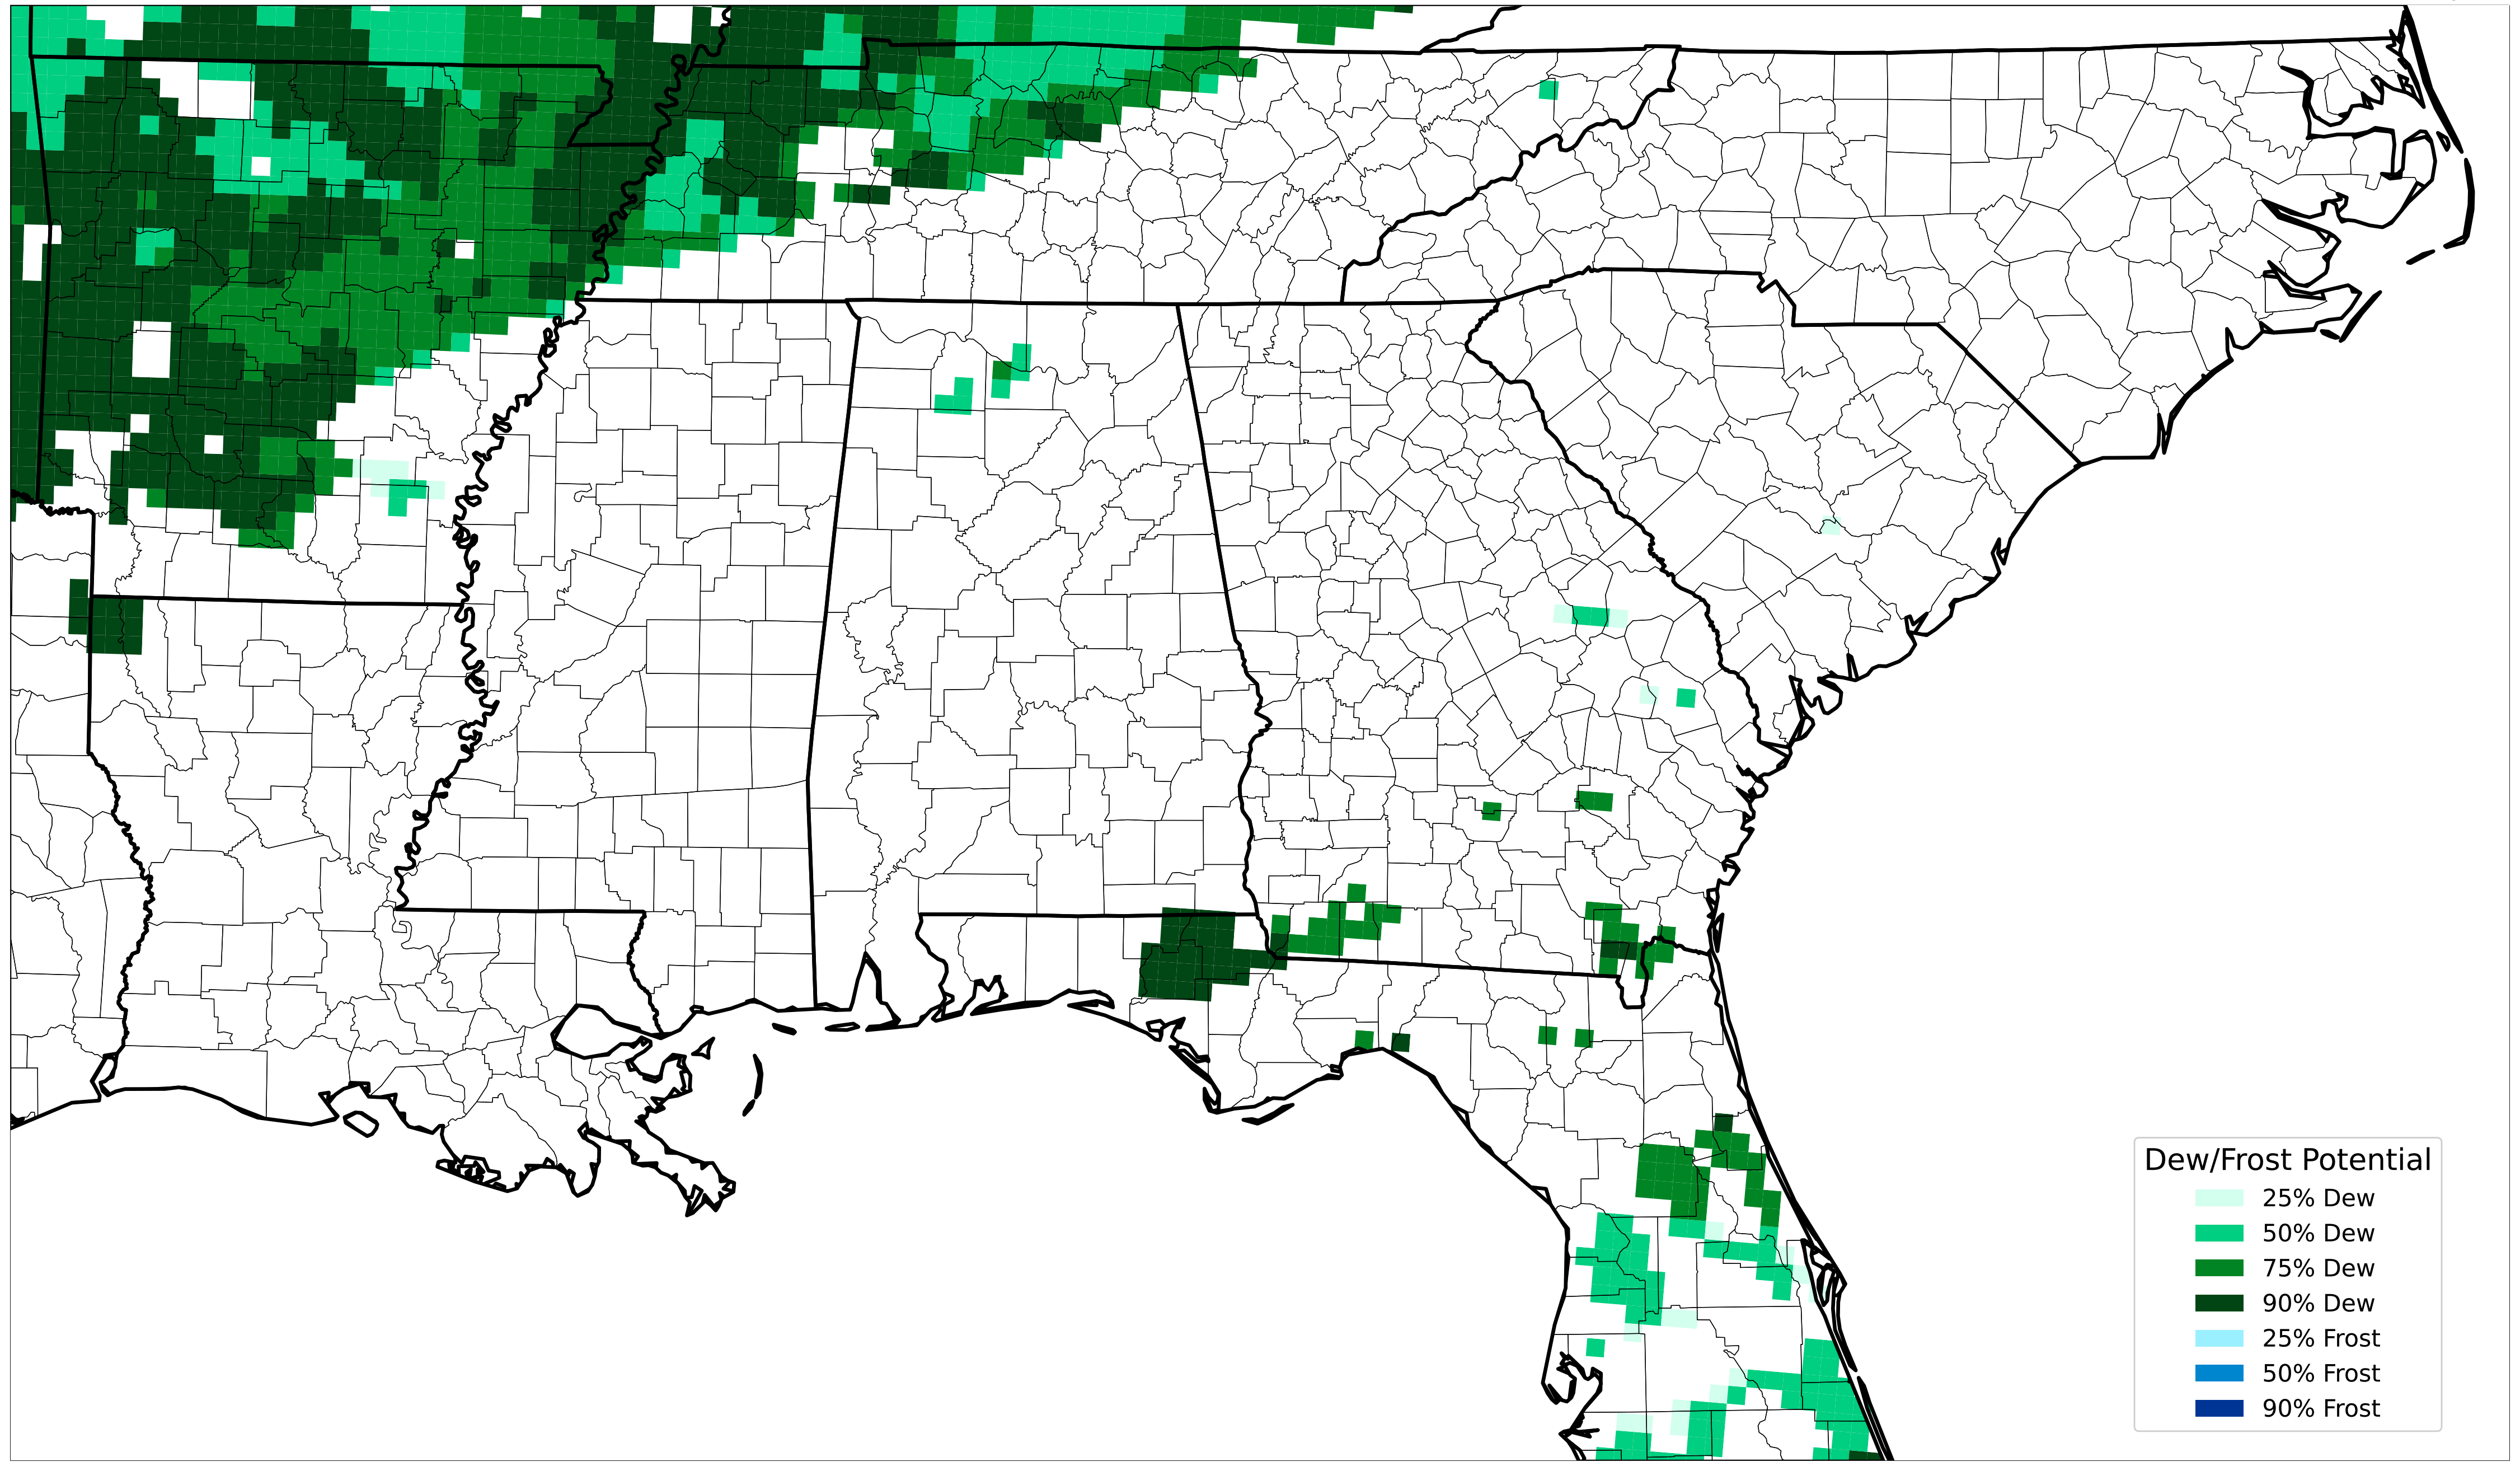 Dew/Frost Potential
25% Dew
50% Dew
75% Dew
90% Dew
25% Frost
50% Frost
90% Frost